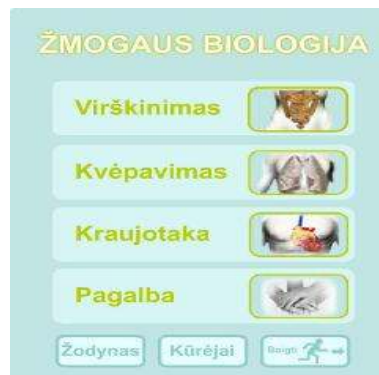 ŽMOGAUS BIOLOGIJA
Virškinimas
Kvėpavimas
Kraujotaka
Pagalba
Žodynas Kūrėjai Baigti